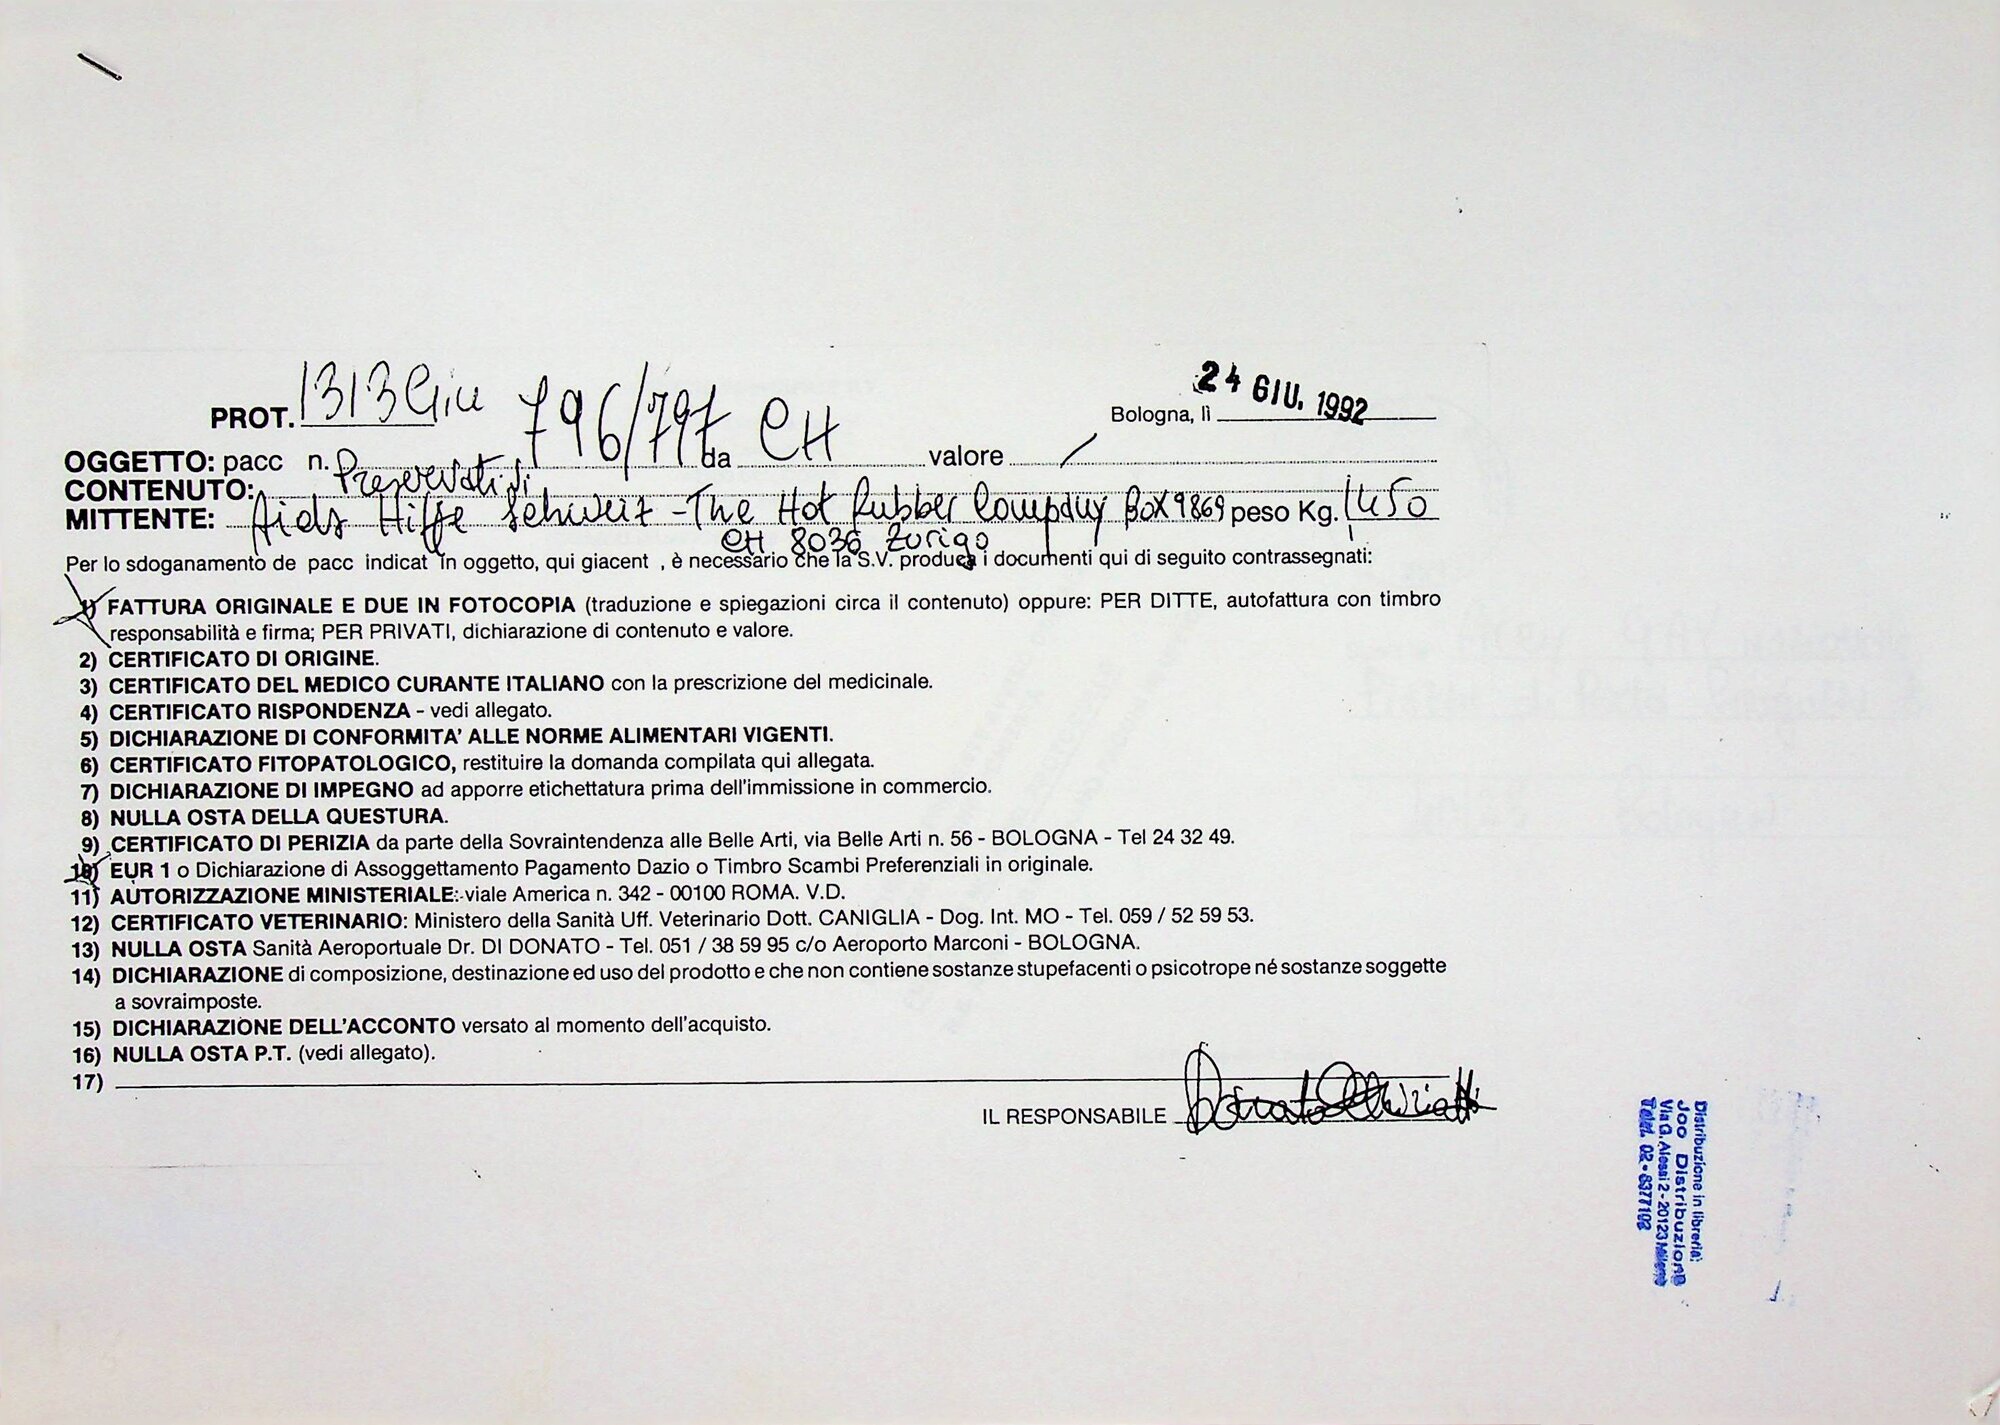 PROT. 1313 Giu
Bologna, lì 24 GIU. 1992
OGGETTO: pacc n. 796/797 da CH valore /
CONTENUTO: Preservativi
MITTENTE: Aids Hilfe Schweiz - The Hot Rubber Company Box 9869 peso Kg. 1,450
CH 8036 Zurigo
Per lo sdoganamento de pacc indicat in oggetto, qui giacent , è necessario che la S.V. produca i documenti qui di seguito contrassegnati:
1) FATTURA ORIGINALE E DUE IN FOTOCOPIA (traduzione e spiegazioni circa il contenuto) oppure: PER DITTE, autofattura con timbro
responsabilità e firma; PER PRIVATI, dichiarazione di contenuto e valore.
2) CERTIFICATO DI ORIGINE.
3) CERTIFICATO DEL MEDICO CURANTE ITALIANO con la prescrizione del medicinale.
4) CERTIFICATO RISPONDENZA - vedi allegato.
5) DICHIARAZIONE DI CONFORMITA' ALLE NORME ALIMENTARI VIGENTI.
6) CERTIFICATO FITOPATOLOGICO, restituire la domanda compilata qui allegata.
7) DICHIARAZIONE DI IMPEGNO ad apporre etichettatura prima dell'immissione in commercio.
8) NULLA OSTA DELLA QUESTURA.
9) CERTIFICATO DI PERIZIA da parte della Sovraintendenza alle Belle Arti, via Belle Arti n. 56 - BOLOGNA - Tel 24 32 49.
10) EUR 1 o Dichiarazione di Assoggettamento Pagamento Dazio o Timbro Scambi Preferenziali in originale.
11) AUTORIZZAZIONE MINISTERIALE: viale America n. 342 - 00100 ROMA. V.D.
12) CERTIFICATO VETERINARIO: Ministero della Sanità Uff. Veterinario Dott. CANIGLIA - Dog. Int. MO - Tel. 059 / 52 59 53.
13) NULLA OSTA Sanità Aeroportuale Dr. DI DONATO - Tel. 051 / 38 59 95 c/o Aeroporto Marconi - BOLOGNA.
14) DICHIARAZIONE di composizione, destinazione ed uso del prodotto e che non contiene sostanze stupefacenti o psicotrope né sostanze soggette
a sovraimposte.
15) DICHIARAZIONE DELL'ACCONTO versato al momento dell'acquisto.
16) NULLA OSTA P.T. (vedi allegato).
17)
IL RESPONSABILE
Distribuzione in libreria:
Joo Distribuzione
Via G. Alessi 2 - 20123 Milano
Telef. 02 - 8377102